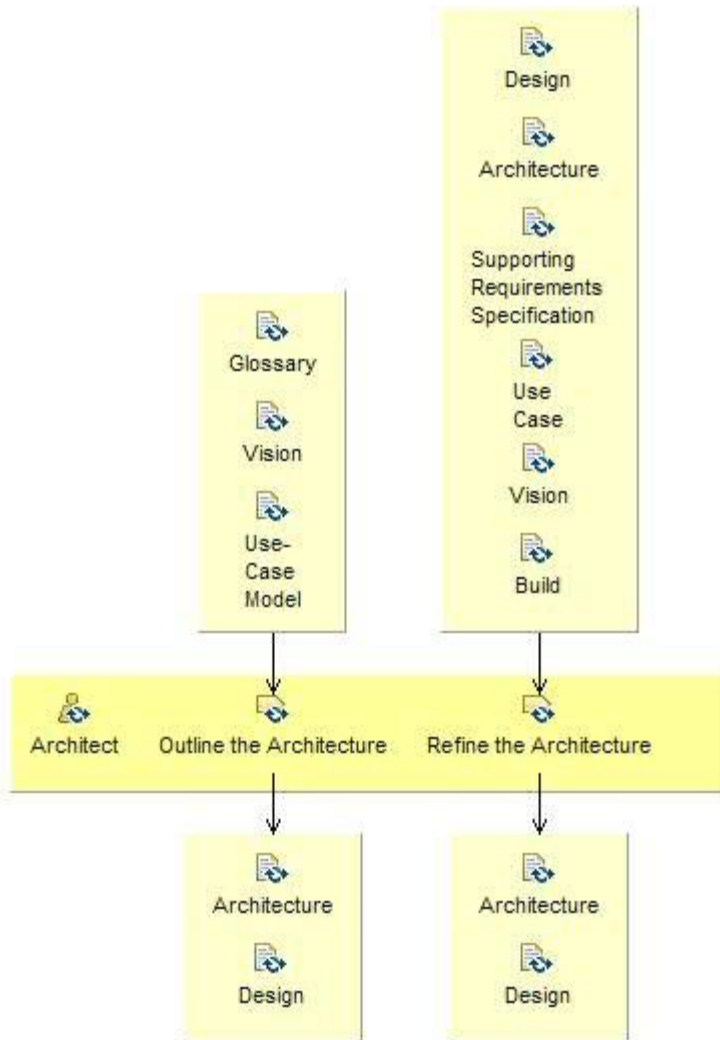 Design
Architecture
Supporting
Requirements
Specification
Use
Case
Vision
Build
Glossary
Vision
Use-
Case
Model
Architect
Outline the Architecture
Refine the Architecture
Architecture
Design
Architecture
Design